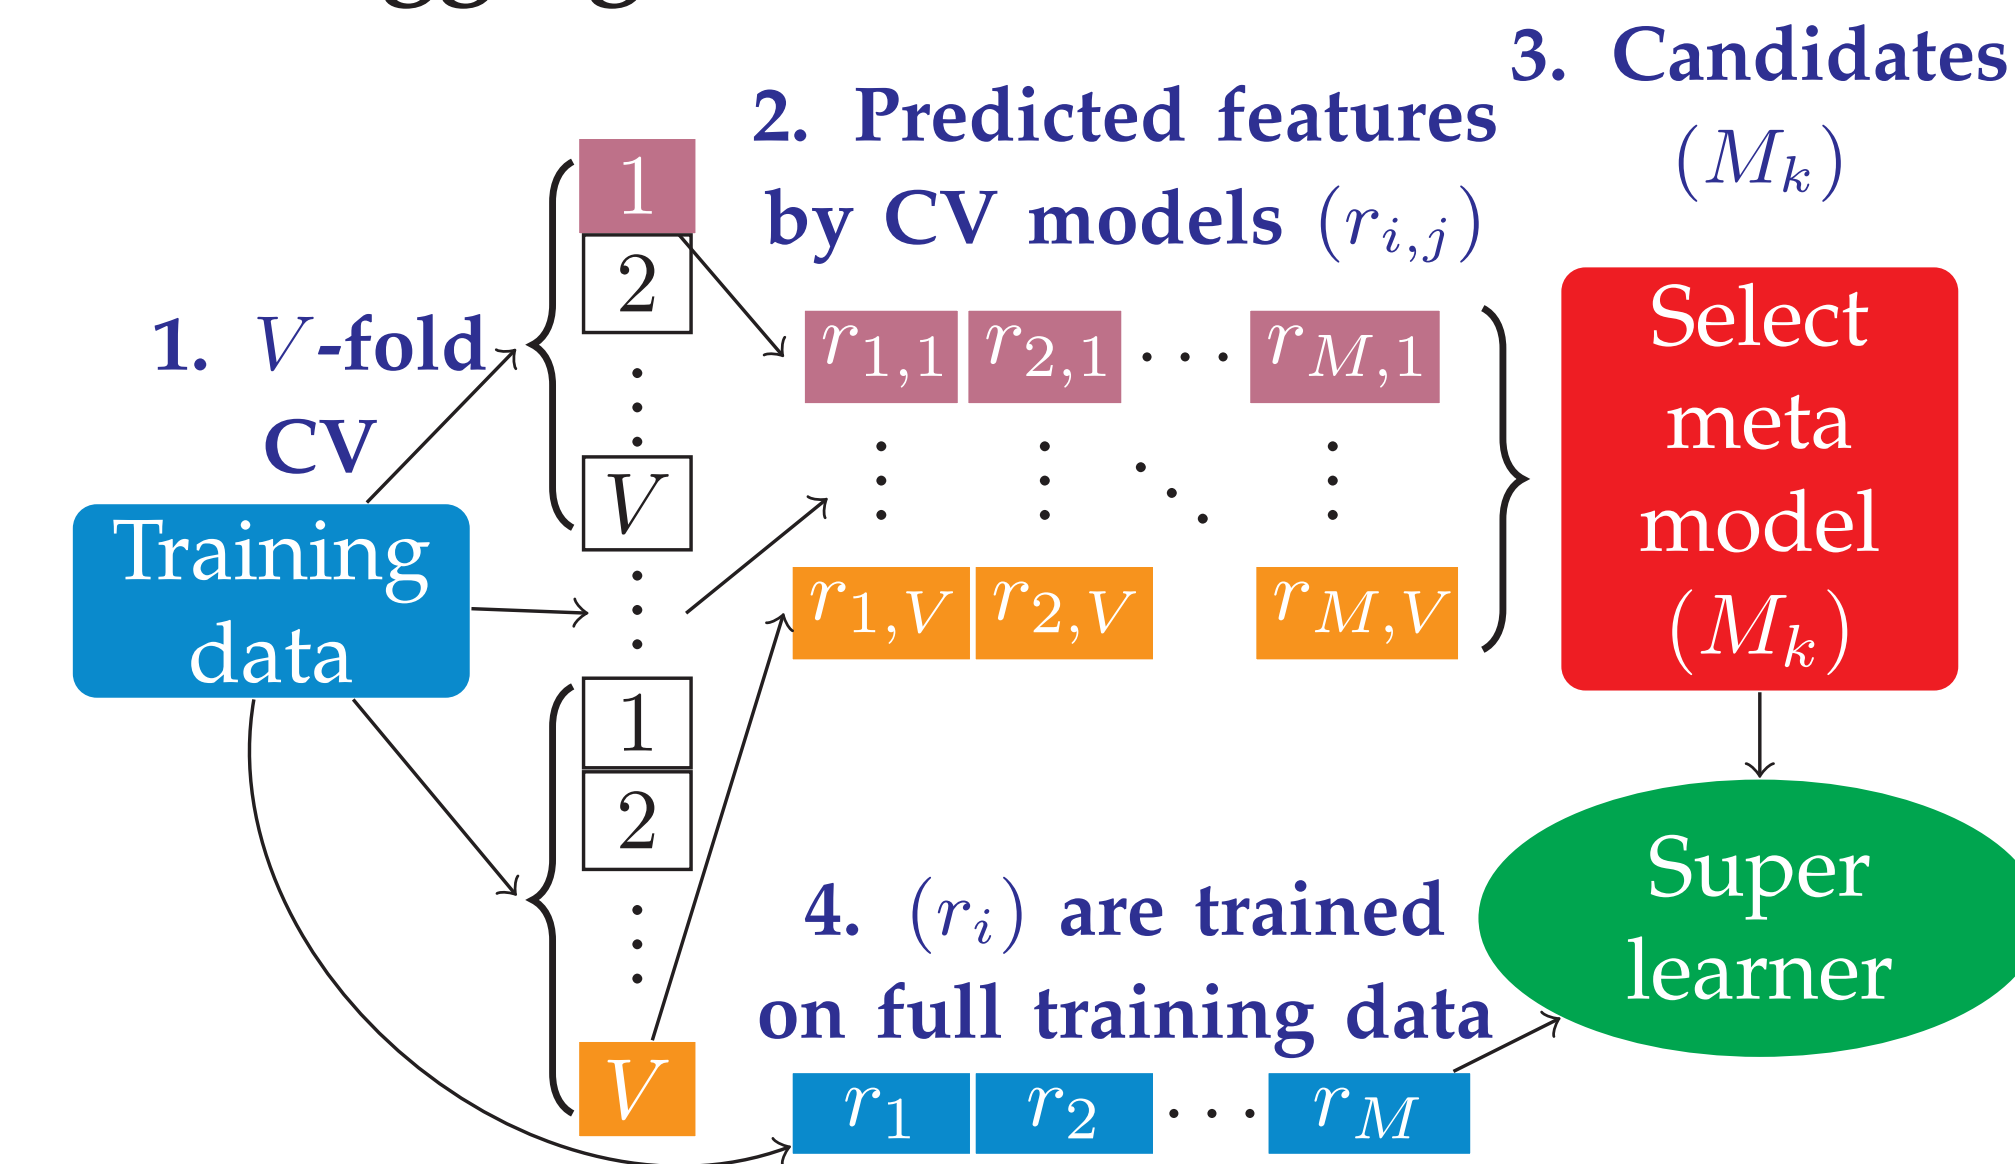 3. Candidates
(M_k)
2. Predicted features
by CV models (r_{i,j})
1. V-fold
CV
Training
data
1
2
⋮
V
⋮
1
2
⋮
V
r_{1,1} r_{2,1} ··· r_{M,1}
⋮ ⋮ ⋱ ⋮
r_{1,V} r_{2,V} r_{M,V}
Select
meta
model
(M_k)
Super
learner
4. (r_i) are trained
on full training data
r_1 r_2 ··· r_M